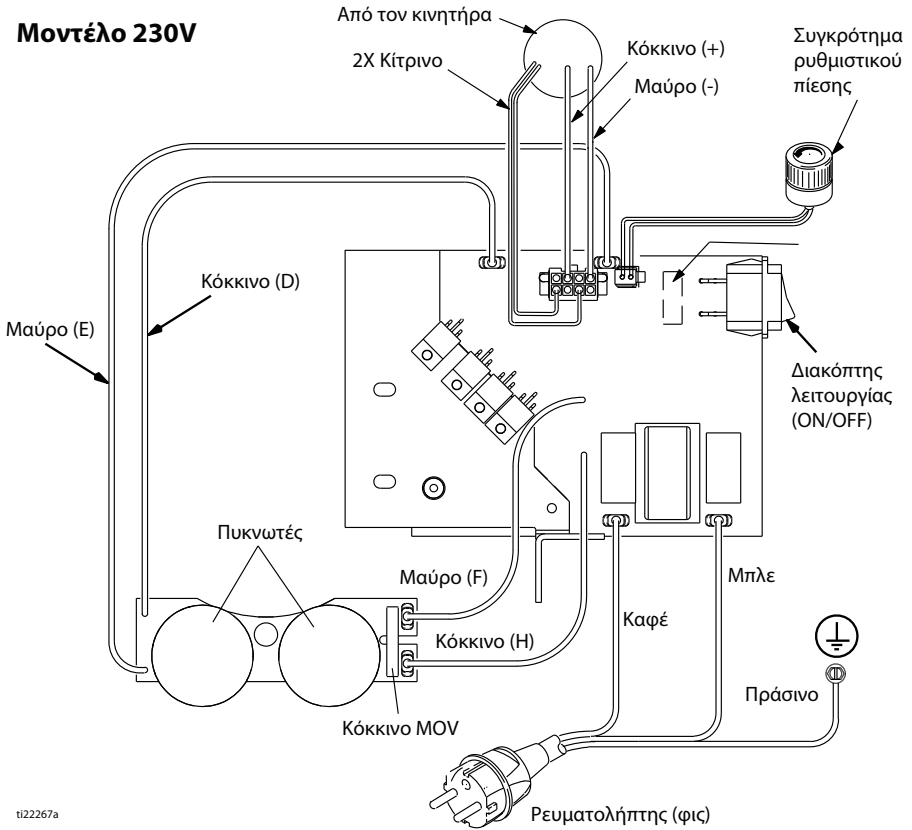 Μοντέλο 230V
Από τον κινητήρα
2X Κίτρινο
Κόκκινο (+)
Μαύρο (-)
Συγκρότημα
ρυθμιστικού
πίεσης
Κόκκινο (D)
Μαύρο (E)
Διακόπτης
λειτουργίας
(ON/OFF)
Πυκνωτές
Μαύρο (F)
Μπλε
Καφέ
Κόκκινο (H)
Πράσινο
Κόκκινο MOV
Ρευματολήπτης (φις)
ti22267a